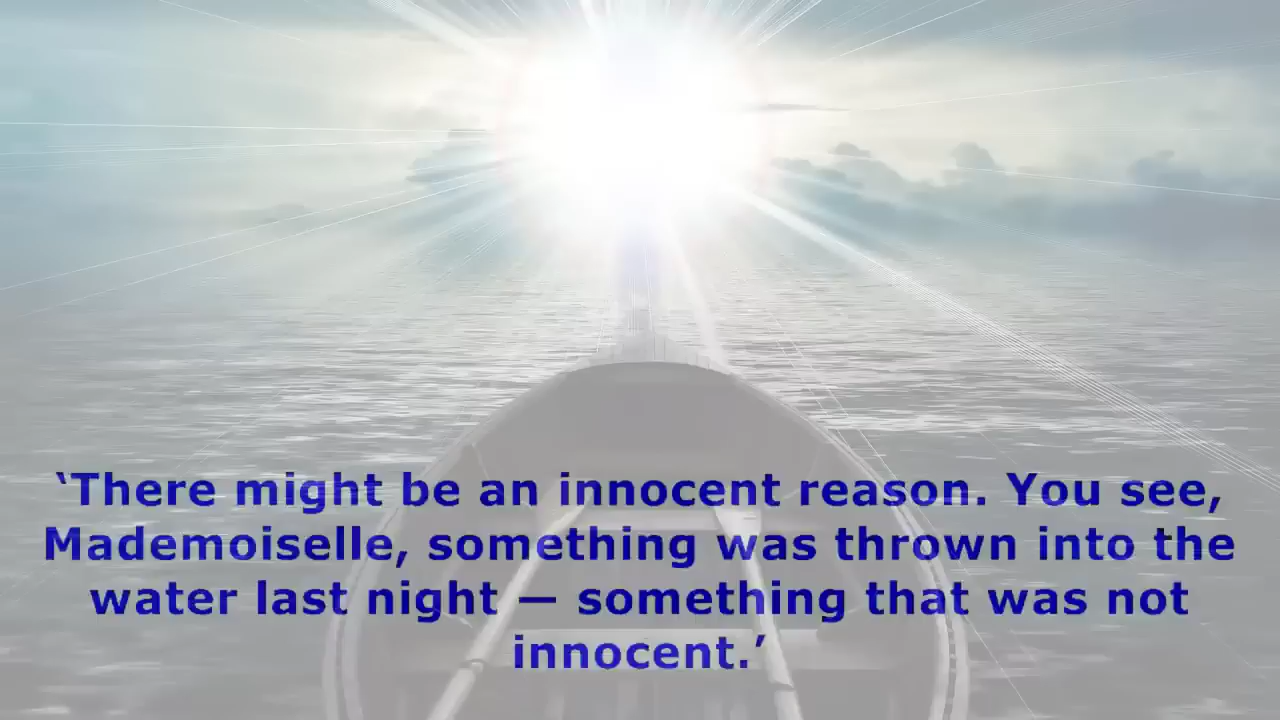 ‘There might be an innocent reason. You see,
Mademoiselle, something was thrown into the
water last night — something that was not
innocent.’